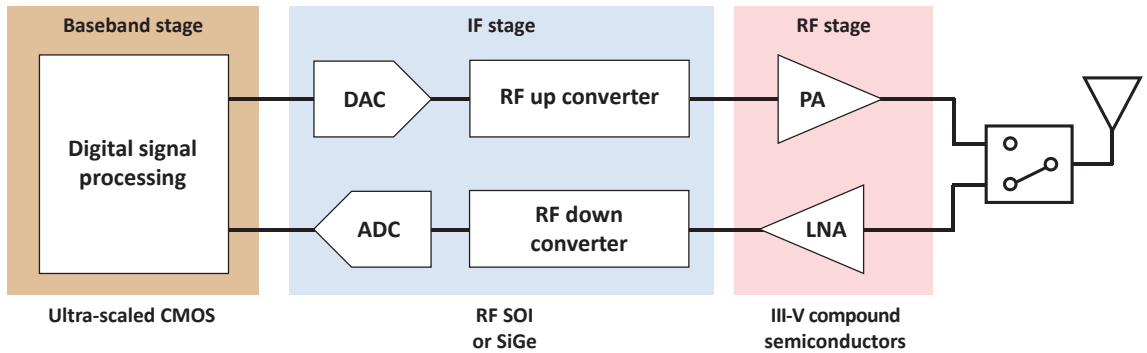 Baseband stage
IF stage
RF stage
DAC
RF up converter
PA
Digital signal
processing
ADC
RF down
converter
LNA
Ultra-scaled CMOS
RF SOI
or SiGe
III-V compound
semiconductors